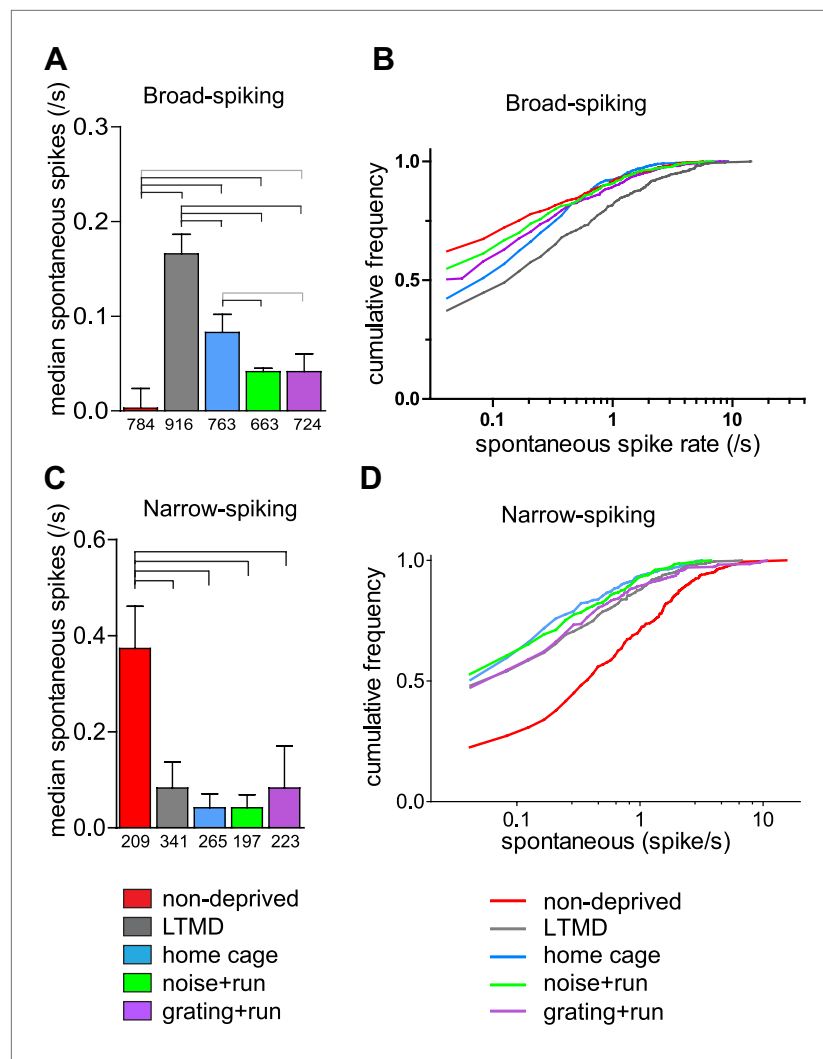 A
Broad-spiking
median spontaneous spikes (/s)
0.3
0.2
0.1
0.0
784 916 763 663 724
B
Broad-spiking
cumulative frequency
1.0
0.5
0.0
0.1 1 10
spontaneous spike rate (/s)
C
Narrow-spiking
median spontaneous spikes (/s)
0.6
0.4
0.2
0.0
209 341 265 197 223
D
Narrow-spiking
cumulative frequency
1.0
0.5
0.0
0.1 1 10
spontaneous (spike/s)
non-deprived
LTMD
home cage
noise+run
grating+run
non-deprived
LTMD
home cage
noise+run
grating+run